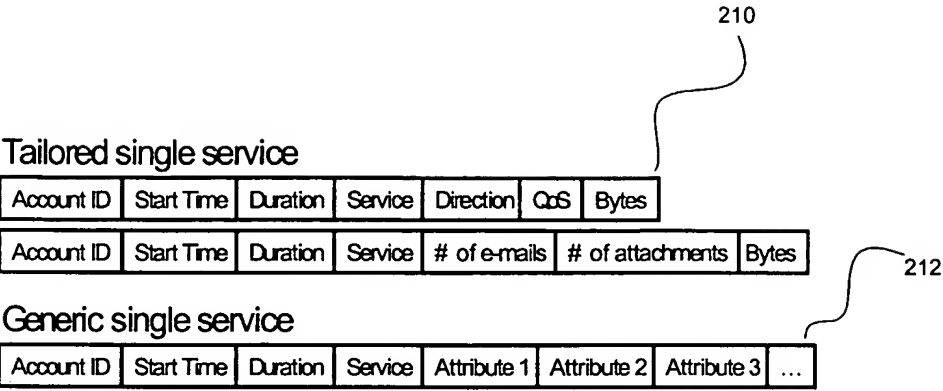 210
Tailored single service
Account ID Start Time Duration Service Direction QoS Bytes
Account ID Start Time Duration Service # of e-mails # of attachments Bytes
212
Generic single service
Account ID Start Time Duration Service Attribute 1 Attribute 2 Attribute 3 ...